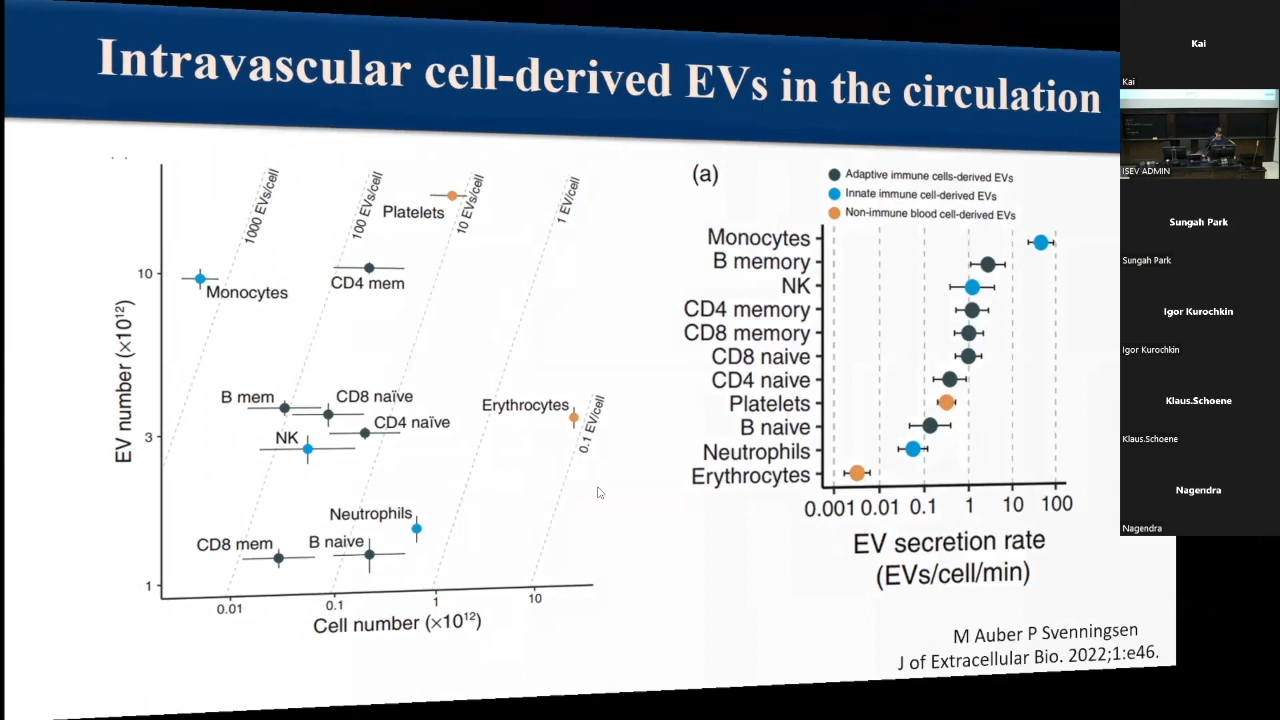 Intravascular cell-derived EVs in the circulation
1000 EVs/cell
100 EVs/cell
10 EVs/cell
1 EV/cell
0.1 EV/cell
Platelets
Monocytes
CD4 mem
B mem
CD8 naïve
CD4 naïve
NK
Erythrocytes
Neutrophils
CD8 mem
B naive
EV number (×10¹²)
10
3
1
0.01
0.1
1
10
Cell number (×10¹²)
(a)
Adaptive immune cells-derived EVs
Innate immune cell-derived EVs
Non-immune blood cell-derived EVs
Monocytes
B memory
NK
CD4 memory
CD8 memory
CD8 naive
CD4 naive
Platelets
B naive
Neutrophils
Erythrocytes
0.001 0.01 0.1 1 10 100
EV secretion rate
(EVs/cell/min)
M Auber P Svenningsen
J of Extracellular Bio. 2022;1:e46.
Kai
Kai
ISEV ADMIN
Sungah Park
Sungah Park
Igor Kurochkin
Igor Kurochkin
Klaus.Schoene
Klaus.Schoene
Nagendra
Nagendra